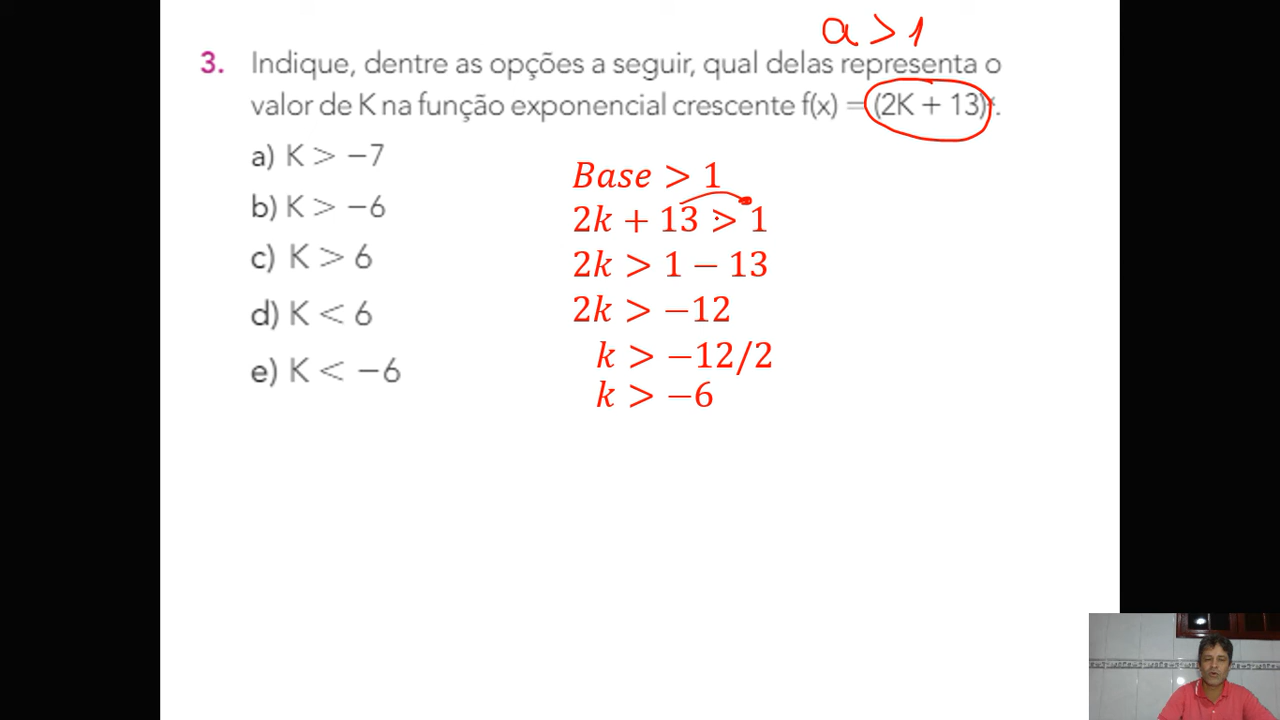 a > 1
3. Indique, dentre as opções a seguir, qual delas representa o
valor de K na função exponencial crescente f(x) = (2K + 13)ˣ.
a) K > −7
b) K > −6
c) K > 6
d) K < 6
e) K < −6
Base > 1
2k + 13 > 1
2k > 1 − 13
2k > −12
k > −12/2
k > −6